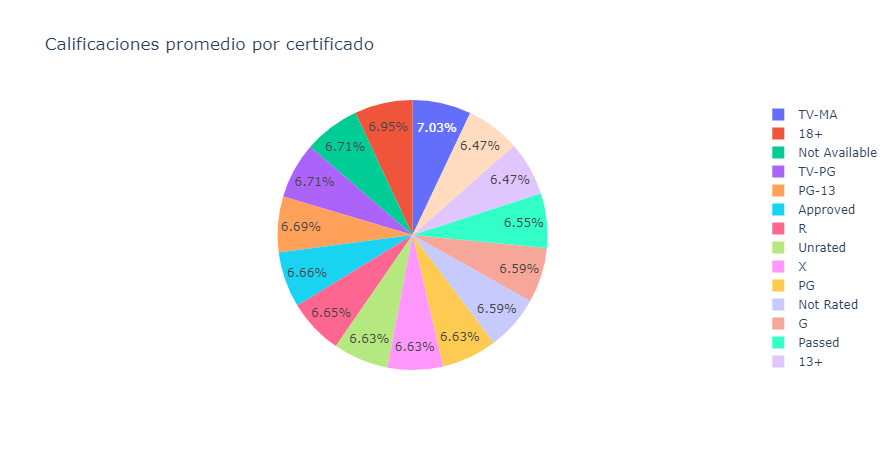 Calificaciones promedio por certificado
7.03%
6.95%
6.71%
6.71%
6.69%
6.66%
6.65%
6.63%
6.63%
6.63%
6.59%
6.59%
6.55%
6.47%
6.47%
TV-MA
18+
Not Available
TV-PG
PG-13
Approved
R
Unrated
X
PG
Not Rated
G
Passed
13+